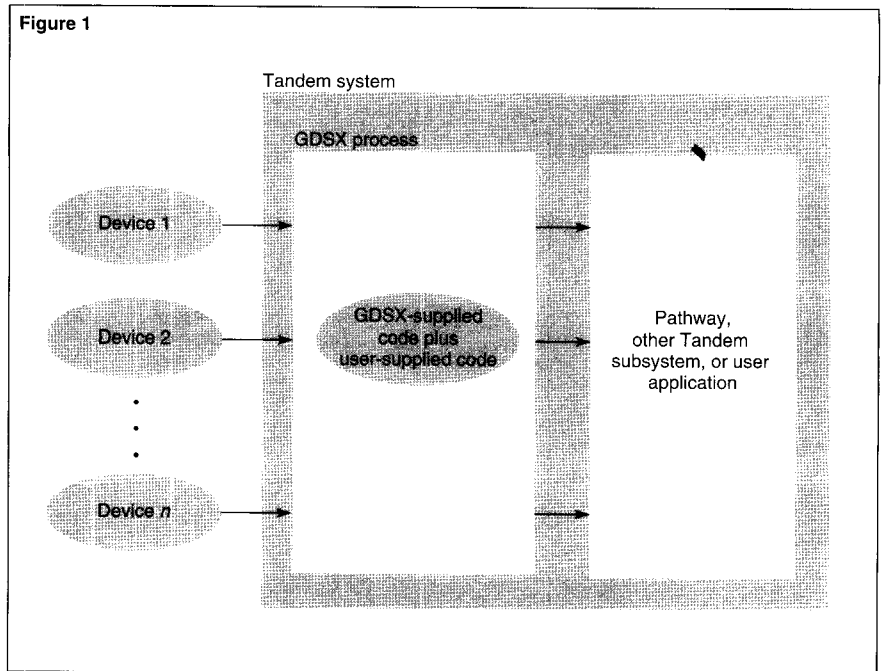 Figure 1
Tandem system
GDSX process
Device 1
Device 2
Device n
GDSX-supplied
code plus
user-supplied code
Pathway,
other Tandem
subsystem, or user
application